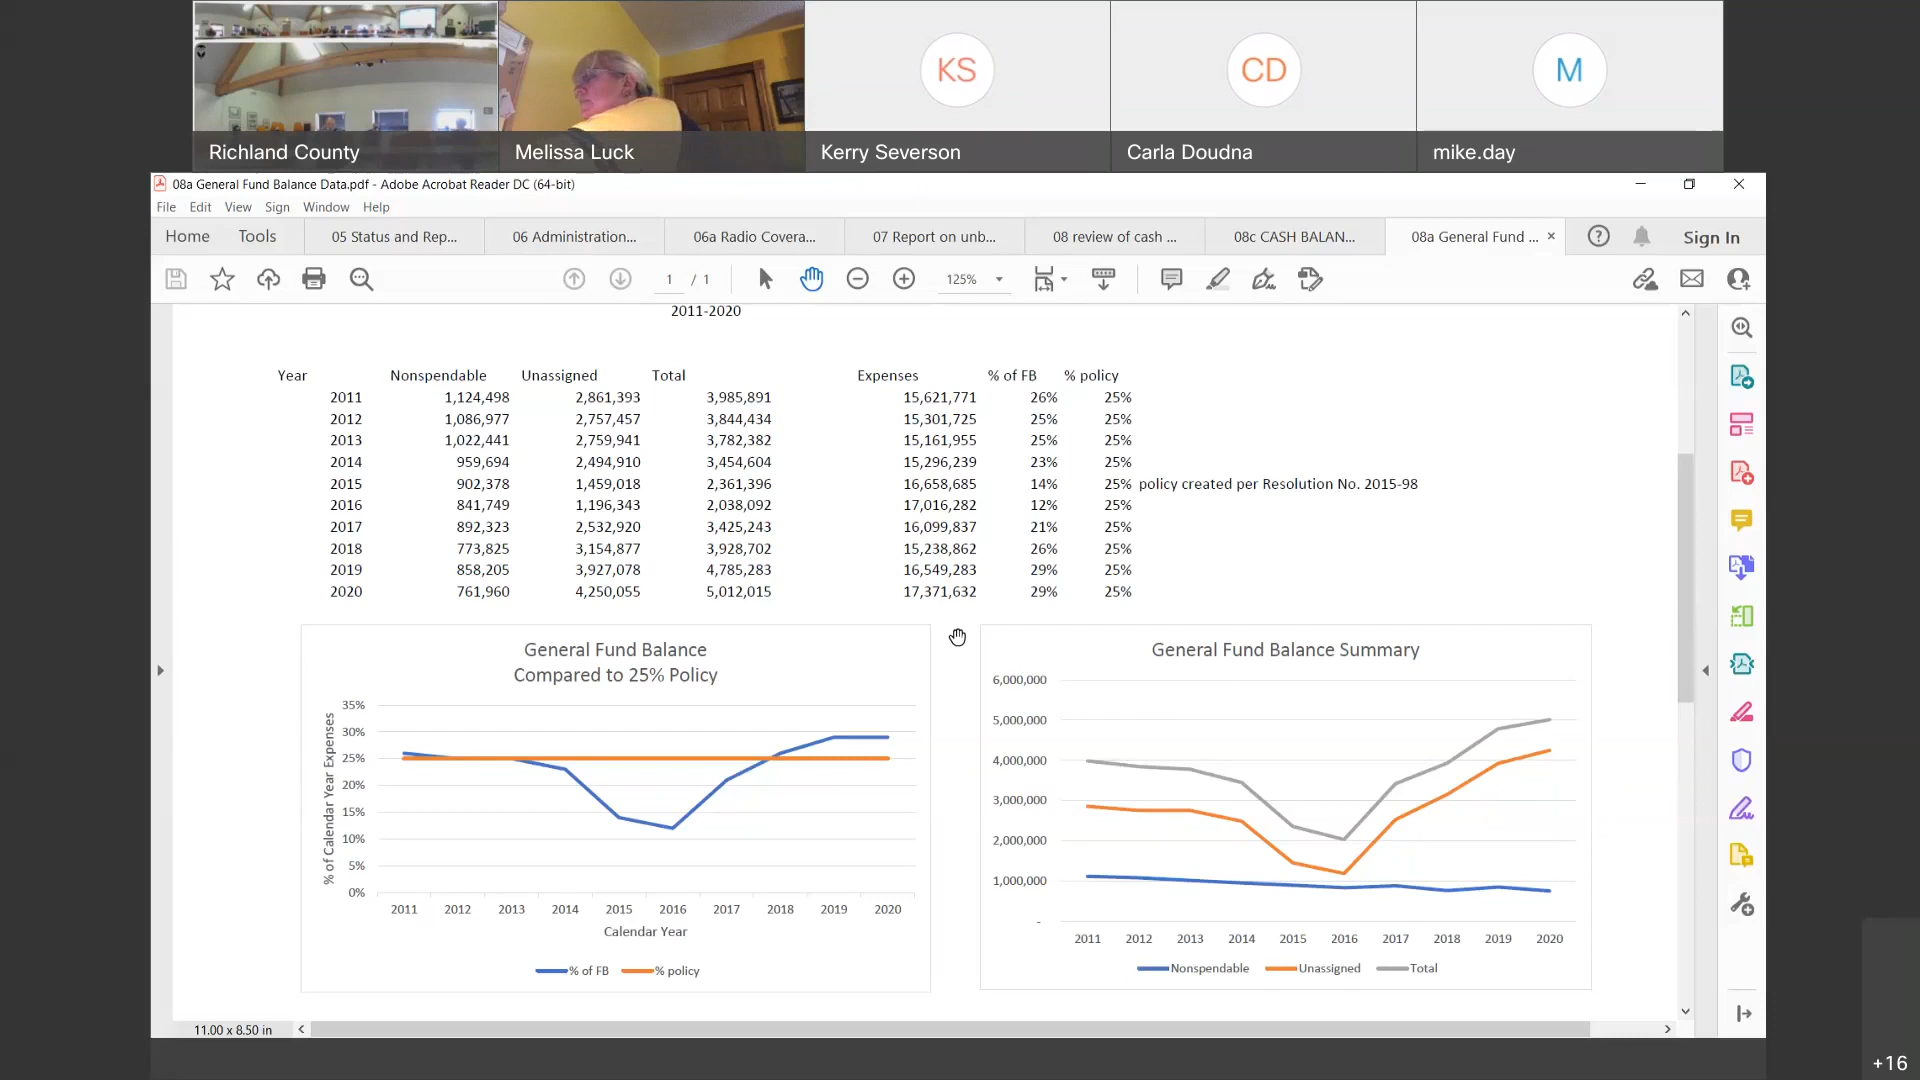 KS
CD
M
Richland County
Melissa Luck
Kerry Severson
Carla Doudna
mike.day
08a General Fund Balance Data.pdf - Adobe Acrobat Reader DC (64-bit)
File Edit View Sign Window Help
Home Tools 05 Status and Rep... 06 Administration... 06a Radio Covera... 07 Report on unb... 08 review of cash ... 08c CASH BALAN... 08a General Fund ... Sign In
1 / 1 125%
2011-2020
Year Nonspendable Unassigned Total Expenses % of FB % policy
2011 1,124,498 2,861,393 3,985,891 15,621,771 26% 25%
2012 1,086,977 2,757,457 3,844,434 15,301,725 25% 25%
2013 1,022,441 2,759,941 3,782,382 15,161,955 25% 25%
2014 959,694 2,494,910 3,454,604 15,296,239 23% 25%
2015 902,378 1,459,018 2,361,396 16,658,685 14% 25% policy created per Resolution No. 2015-98
2016 841,749 1,196,343 2,038,092 17,016,282 12% 25%
2017 892,323 2,532,920 3,425,243 16,099,837 21% 25%
2018 773,825 3,154,877 3,928,702 15,238,862 26% 25%
2019 858,205 3,927,078 4,785,283 16,549,283 29% 25%
2020 761,960 4,250,055 5,012,015 17,371,632 29% 25%
General Fund Balance
Compared to 25% Policy
% of Calendar Year Expenses
35%
30%
25%
20%
15%
10%
5%
0%
2011 2012 2013 2014 2015 2016 2017 2018 2019 2020
Calendar Year
% of FB % policy
General Fund Balance Summary
6,000,000
5,000,000
4,000,000
3,000,000
2,000,000
1,000,000
-
2011 2012 2013 2014 2015 2016 2017 2018 2019 2020
Nonspendable Unassigned Total
11.00 x 8.50 in
+16